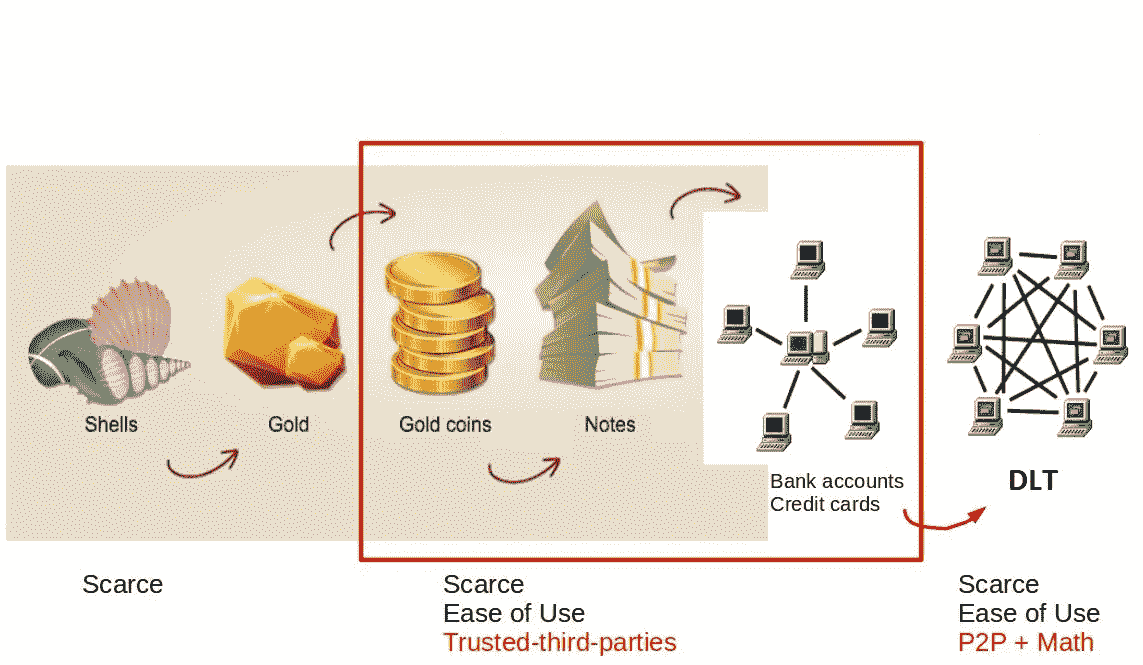 Shells
Gold
Gold coins
Notes
Bank accounts
Credit cards
DLT
Scarce
Scarce
Ease of Use
Trusted-third-parties
Scarce
Ease of Use
P2P + Math